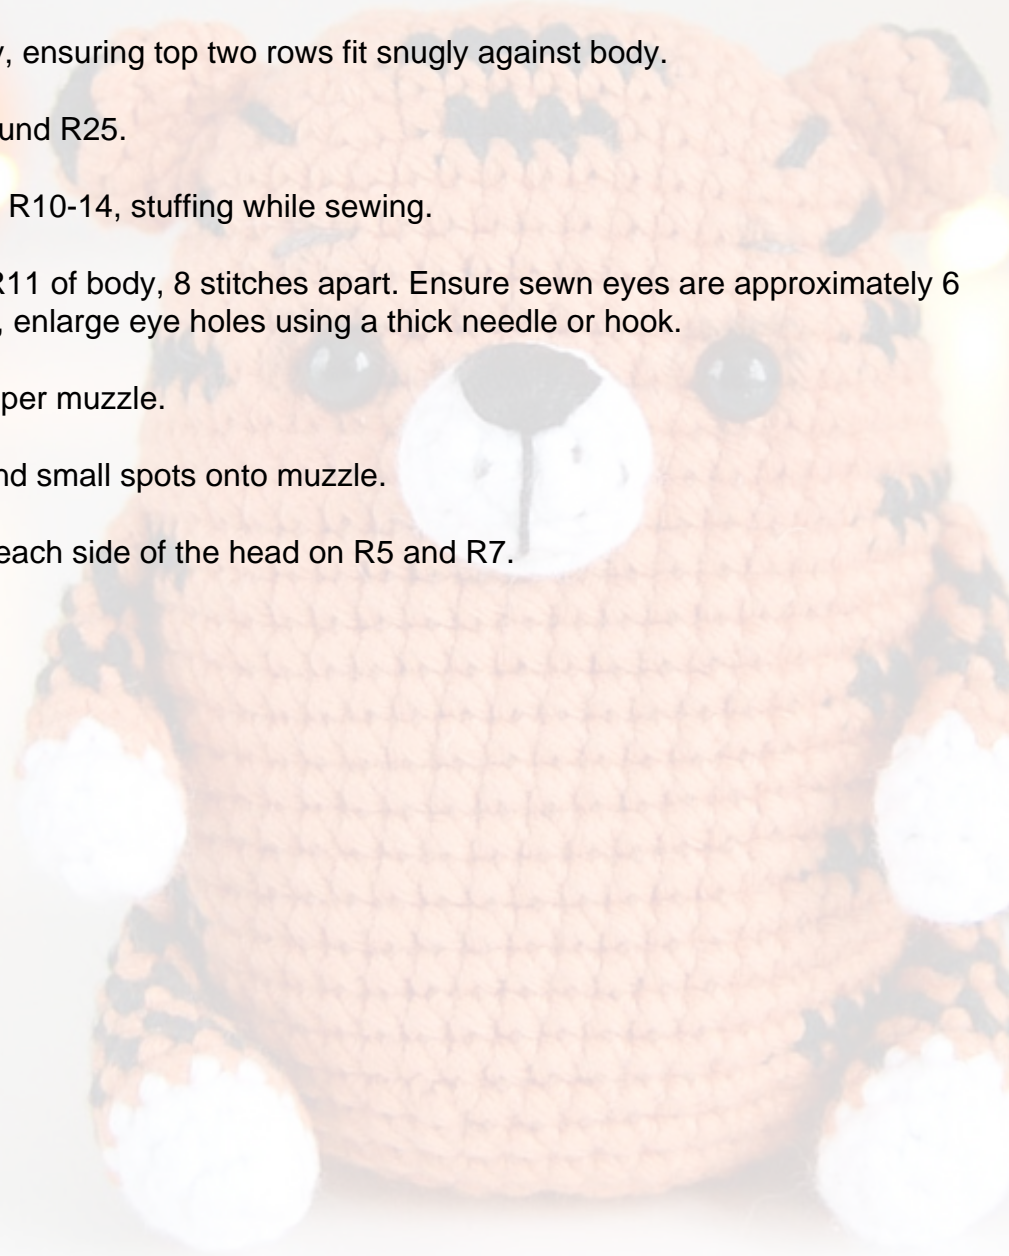 , ensuring top two rows fit snugly against body.
und R25.
R10-14, stuffing while sewing.
R11 of body, 8 stitches apart. Ensure sewn eyes are approximately 6
, enlarge eye holes using a thick needle or hook.
per muzzle.
nd small spots onto muzzle.
each side of the head on R5 and R7.